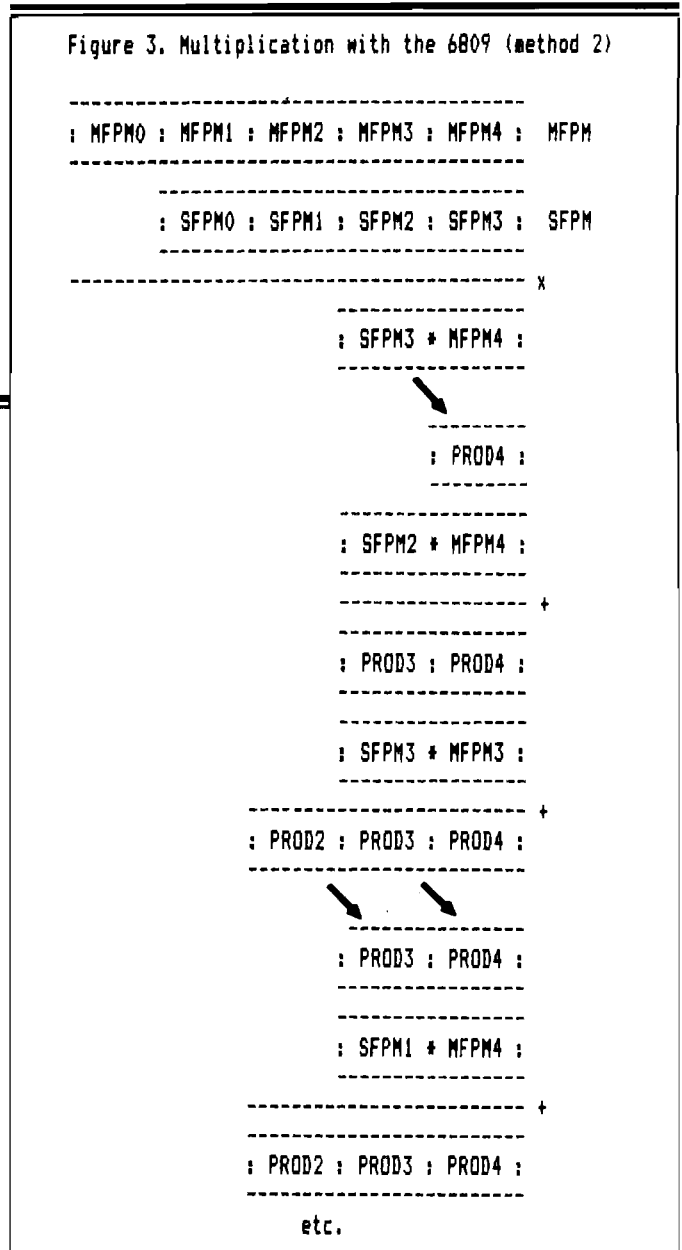 Figure 3. Multiplication with the 6809 (method 2)
: MFPM0 : MFPM1 : MFPM2 : MFPM3 : MFPM4 : MFPM
: SFPM0 : SFPM1 : SFPM2 : SFPM3 : SFPM
x
: SFPM3 * MFPM4 :
: PROD4 :
: SFPM2 * MFPM4 :
+
: PROD3 : PROD4 :
: SFPM3 * MFPM3 :
+
: PROD2 : PROD3 : PROD4 :
: PROD3 : PROD4 :
: SFPM1 * MFPM4 :
+
: PROD2 : PROD3 : PROD4 :
etc.